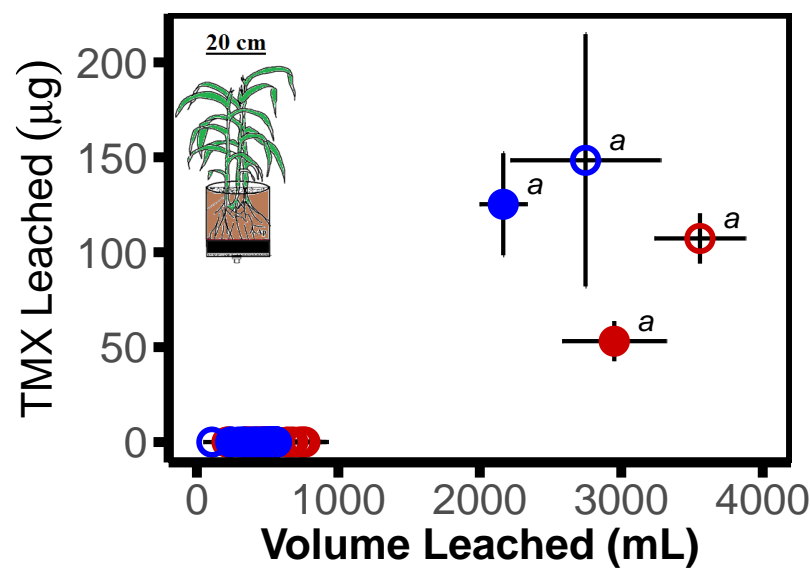 20 cm
TMX Leached (μg)
200
150
100
50
0
a
a
a
a
0 1000 2000 3000 4000
Volume Leached (mL)